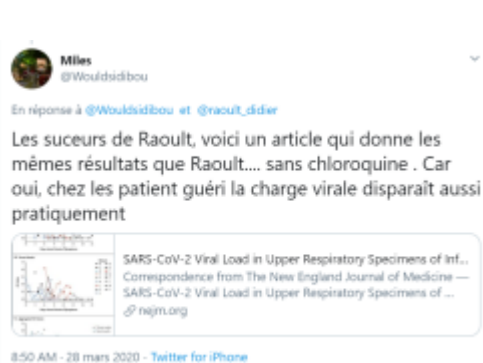 Miles
@Wouldsidibou
En réponse à @Wouldsidibou et @raoult_didier
Les suceurs de Raoult, voici un article qui donne les
mêmes résultats que Raoult.... sans chloroquine . Car
oui, chez les patient guéri la charge virale disparaît aussi
pratiquement
SARS-CoV-2 Viral Load in Upper Respiratory Specimens of Inf...
Correspondence from The New England Journal of Medicine —
SARS-CoV-2 Viral Load in Upper Respiratory Specimens of ...
nejm.org
8:50 AM · 28 mars 2020 · Twitter for iPhone